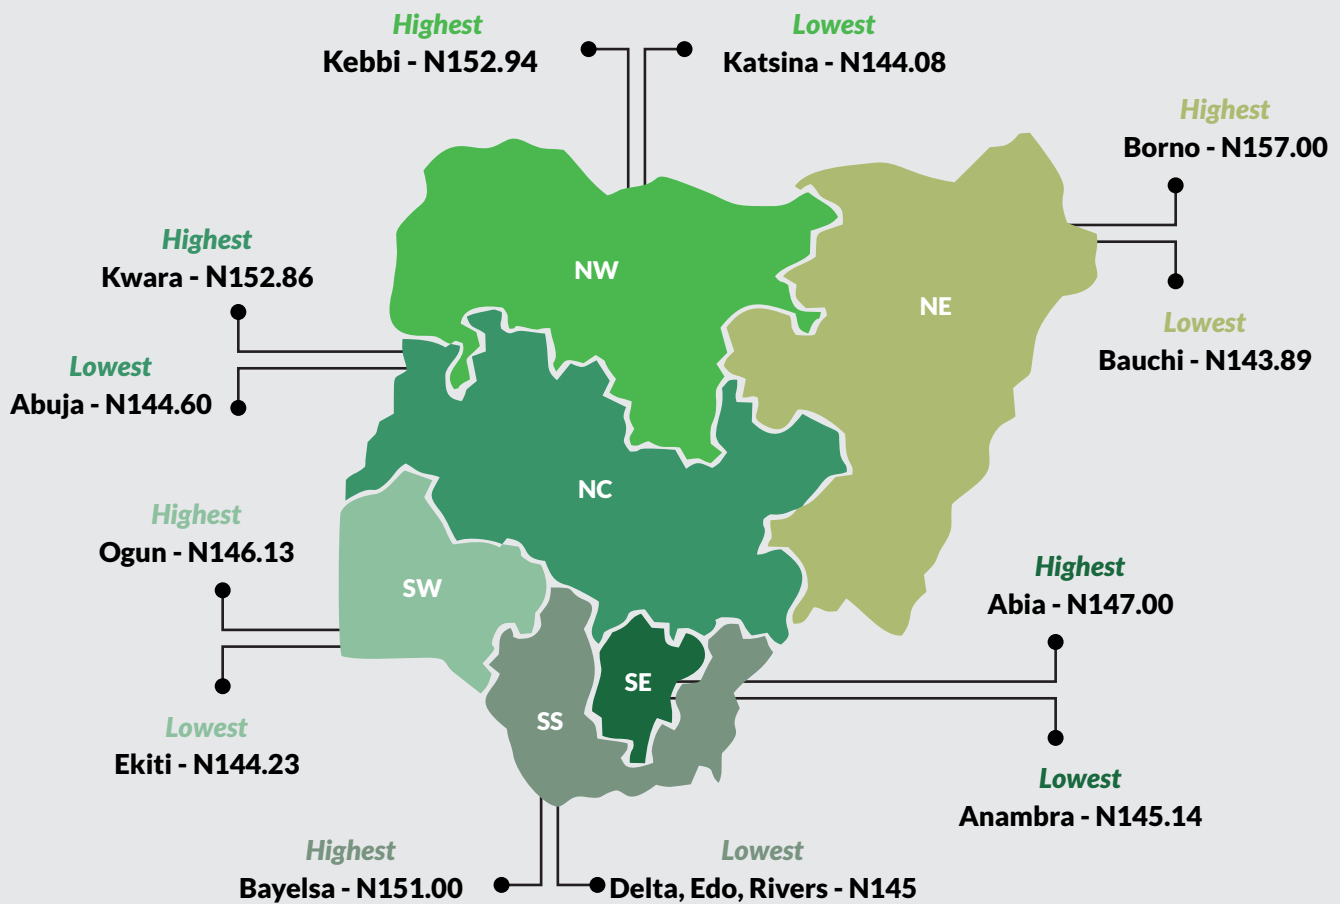 Highest
Kebbi - N152.94
Lowest
Katsina - N144.08
Highest
Borno - N157.00
Highest
Kwara - N152.86
NW
NE
Lowest
Bauchi - N143.89
Lowest
Abuja - N144.60
NC
Highest
Ogun - N146.13
SW
Highest
Abia - N147.00
SE
SS
Lowest
Ekiti - N144.23
Lowest
Anambra - N145.14
Highest
Bayelsa - N151.00
Lowest
Delta, Edo, Rivers - N145